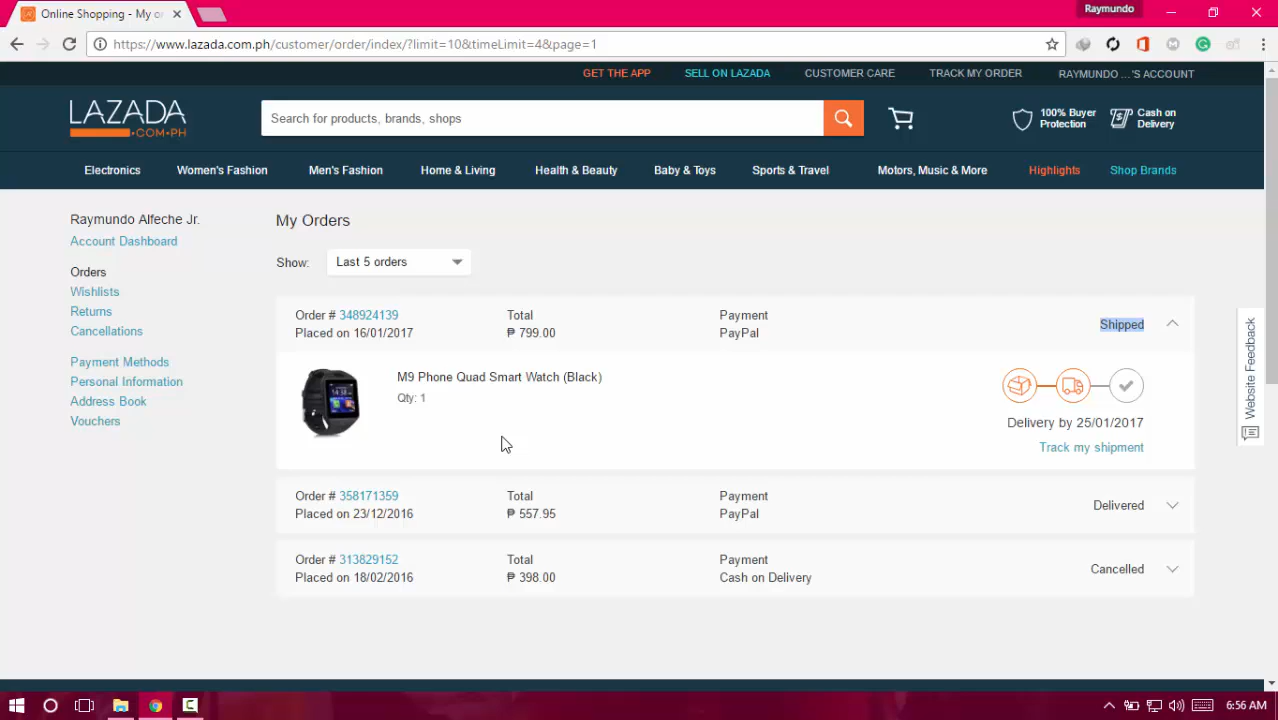 Online Shopping - My o
Raymundo
https://www.lazada.com.ph/customer/order/index/?limit=10&timeLimit=4&page=1
GET THE APP SELL ON LAZADA CUSTOMER CARE TRACK MY ORDER RAYMUNDO ...'S ACCOUNT
LAZADA
.COM.PH
Search for products, brands, shops
100% Buyer
Protection
Cash on
Delivery
Electronics Women's Fashion Men's Fashion Home & Living Health & Beauty Baby & Toys Sports & Travel Motors, Music & More Highlights Shop Brands
Raymundo Alfeche Jr.
Account Dashboard
Orders
Wishlists
Returns
Cancellations
Payment Methods
Personal Information
Address Book
Vouchers
My Orders
Show: Last 5 orders
Order # 348924139 Total Payment
Placed on 16/01/2017 ₱ 799.00 PayPal
Shipped
M9 Phone Quad Smart Watch (Black)
Qty: 1
Delivery by 25/01/2017
Track my shipment
Order # 358171359 Total Payment
Placed on 23/12/2016 ₱ 557.95 PayPal
Delivered
Order # 313829152 Total Payment
Placed on 18/02/2016 ₱ 398.00 Cash on Delivery
Cancelled
Website Feedback
6:56 AM